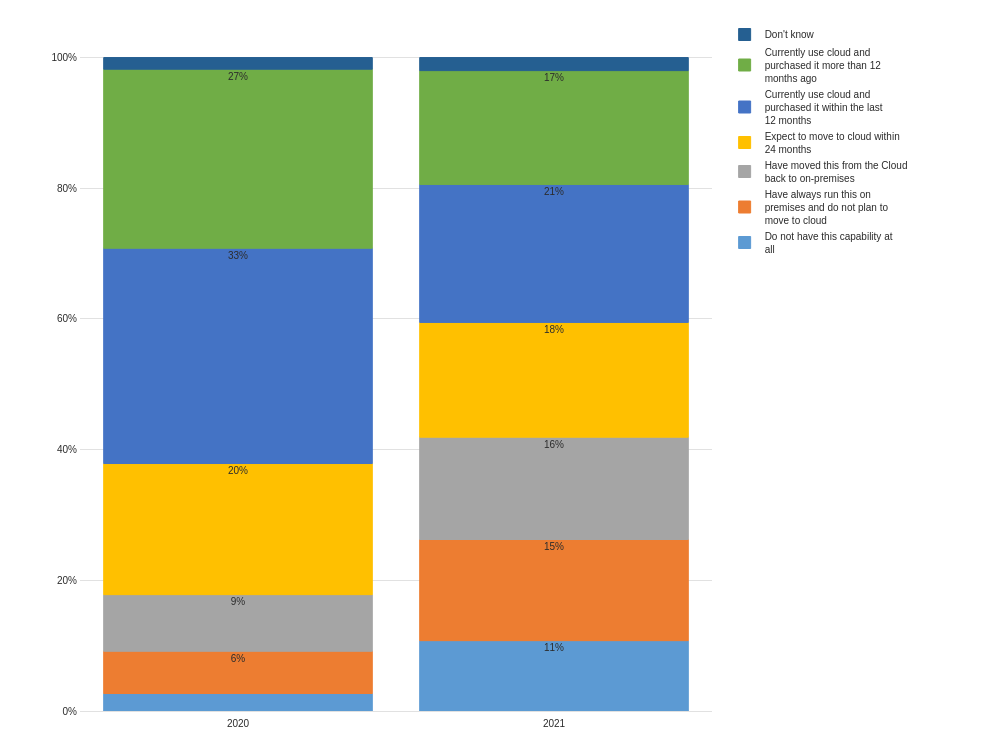 Don't know
Currently use cloud and
purchased it more than 12
months ago
Currently use cloud and
purchased it within the last
12 months
Expect to move to cloud within
24 months
Have moved this from the Cloud
back to on-premises
Have always run this on
premises and do not plan to
move to cloud
Do not have this capability at
all
100%
27%
17%
80%
21%
33%
60%
18%
40%
16%
20%
15%
20%
9%
11%
6%
0%
2020
2021